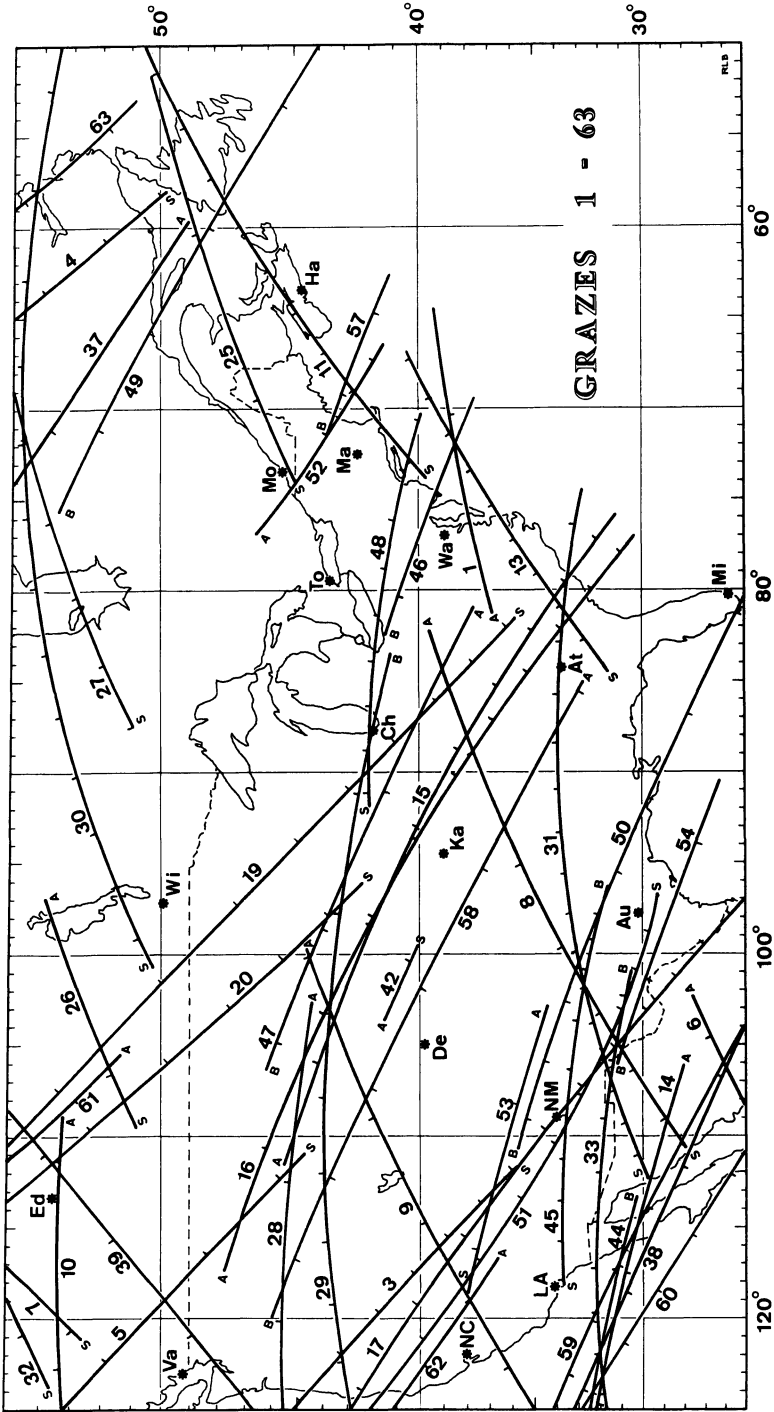 50°
40°
30°
RLB
GRAZES 1 - 63
60°
80°
100°
120°
63
4
S
A
37
49
B
25
11
Ha
57
B
Mo
52
S
A
Ma
S
27
S
To
48
46
B
B
Wa
1
A
13
S
Mi
A
S
A
At
A
Ch
S
30
S
Wi
A
26
S
19
20
S
15
Ka
31
8
58
50
54
B
Au
S
A
42
S
A
47
B
A
De
B
B
6
A
14
A
61
A
S
A
Ed
10
16
A
A
S
28
29
9
53
B
NM
S
51
33
S
S
B
44
38
60
45
39
7
S
32
S
5
Va
B
3
17
62
A
S
NC
LA
S
59